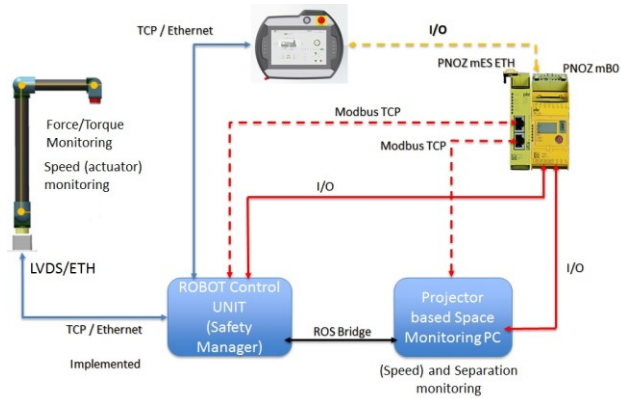 TCP / Ethernet
I/O
PNOZ mES ETH
PNOZ mB0
Force/Torque
Monitoring
Speed (actuator)
monitoring
Modbus TCP
Modbus TCP
I/O
I/O
LVDS/ETH
TCP / Ethernet
Implemented
ROBOT Control
UNIT
(Safety
Manager)
ROS Bridge
Projector
based Space
Monitoring PC
(Speed) and Separation
monitoring